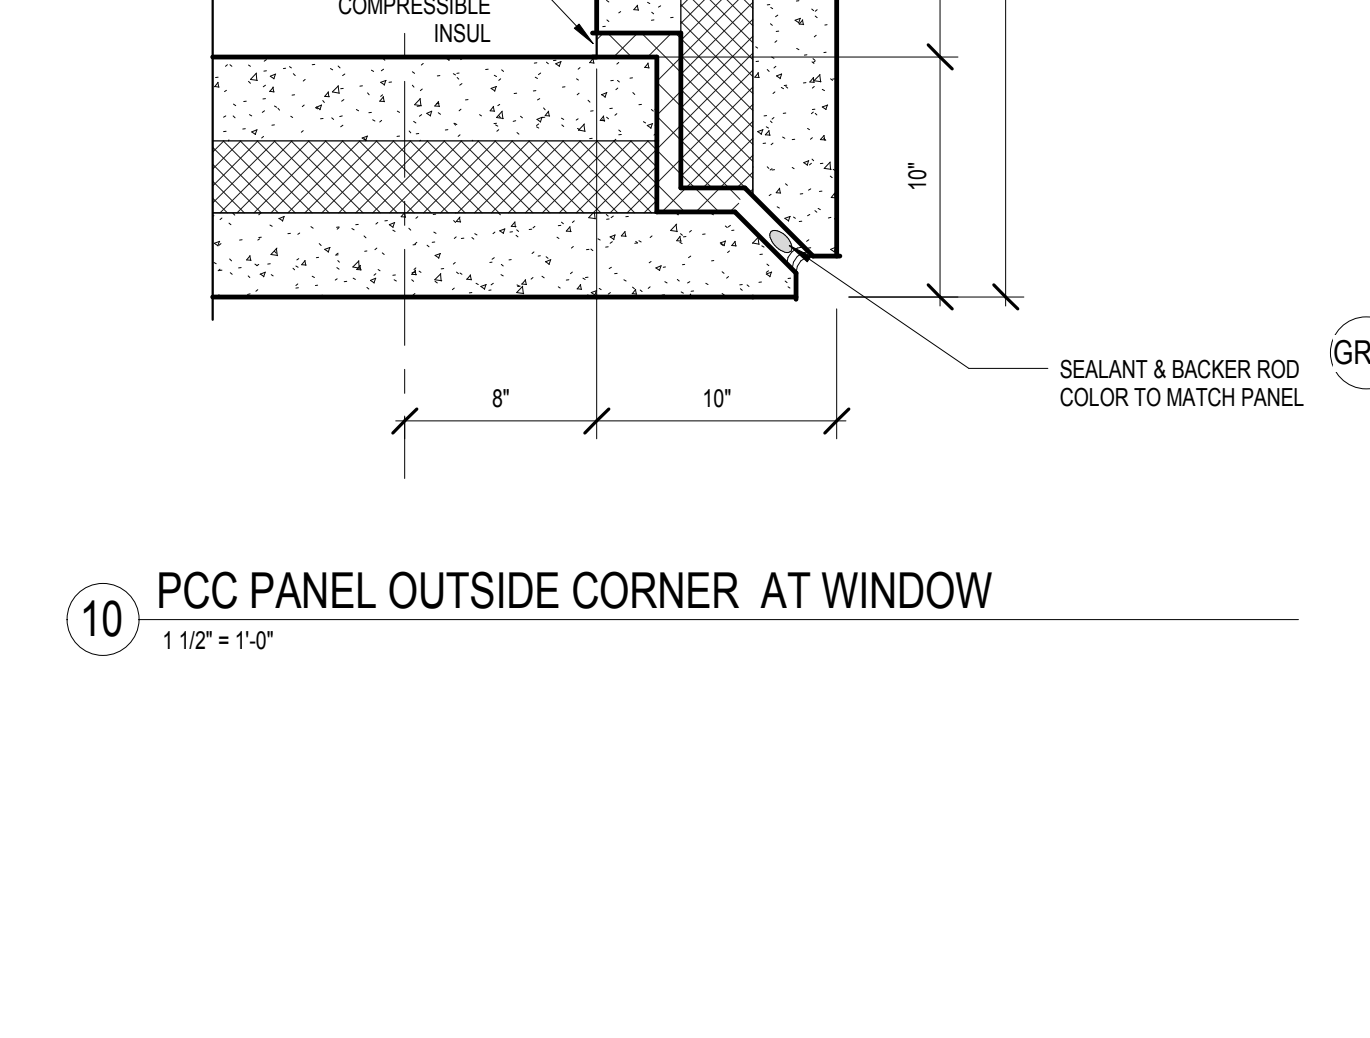 COMPRESSIBLE
INSUL
10"
SEALANT & BACKER ROD
COLOR TO MATCH PANEL
GR
8"
10"
10
PCC PANEL OUTSIDE CORNER AT WINDOW
1 1/2" = 1'-0"